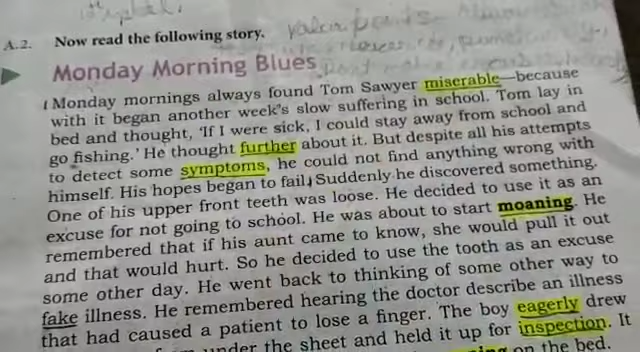 A.2. Now read the following story.
Monday Morning Blues
Monday mornings always found Tom Sawyer miserable—because
with it began another week's slow suffering in school. Tom lay in
bed and thought, 'If I were sick, I could stay away from school and
go fishing.' He thought further about it. But despite all his attempts
to detect some symptoms, he could not find anything wrong with
himself. His hopes began to fail. Suddenly he discovered something.
One of his upper front teeth was loose. He decided to use it as an
excuse for not going to school. He was about to start moaning. He
remembered that if his aunt came to know, she would pull it out
and that would hurt. So he decided to use the tooth as an excuse
some other day. He went back to thinking of some other way to
fake illness. He remembered hearing the doctor describe an illness
that had caused a patient to lose a finger. The boy eagerly drew
under the sheet and held it up for inspection. It
on the bed.